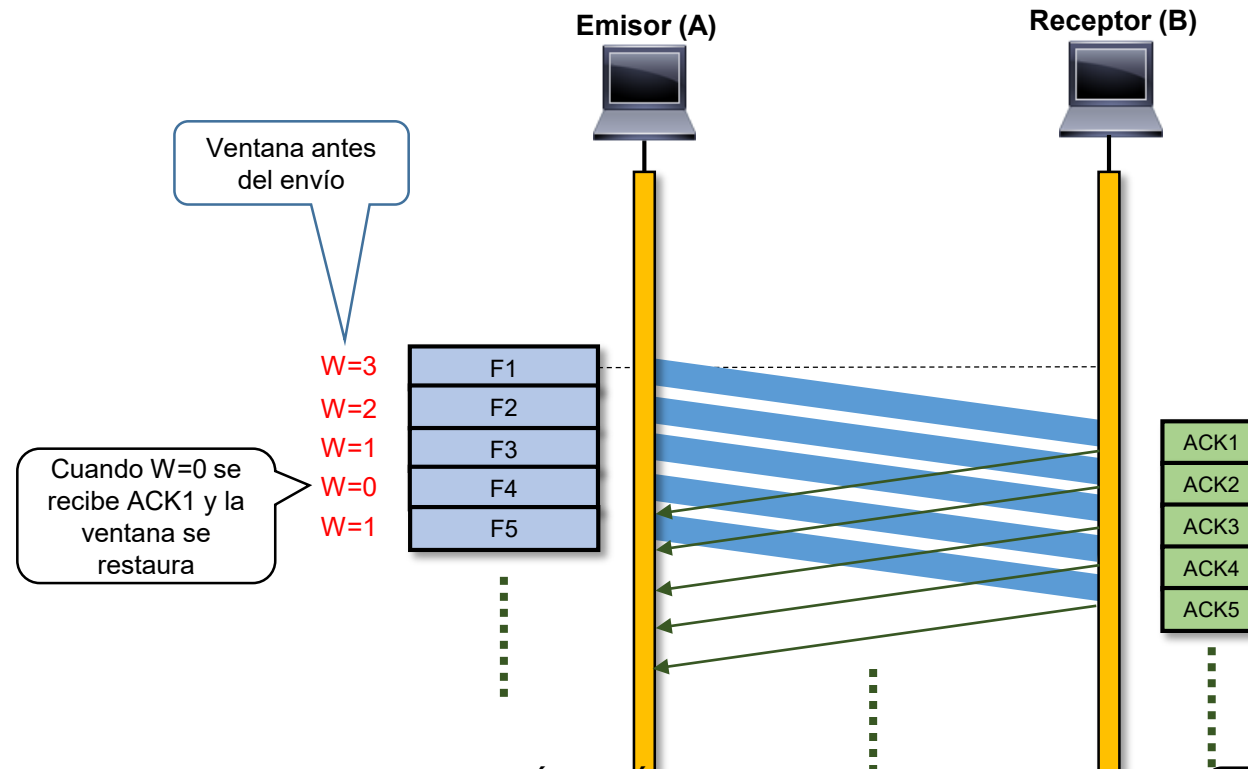 Emisor (A)
Receptor (B)
Ventana antes
del envío
W=3
F1
W=2
F2
W=1
F3
W=0
F4
W=1
F5
Cuando W=0 se
recibe ACK1 y la
ventana se
restaura
ACK1
ACK2
ACK3
ACK4
ACK5